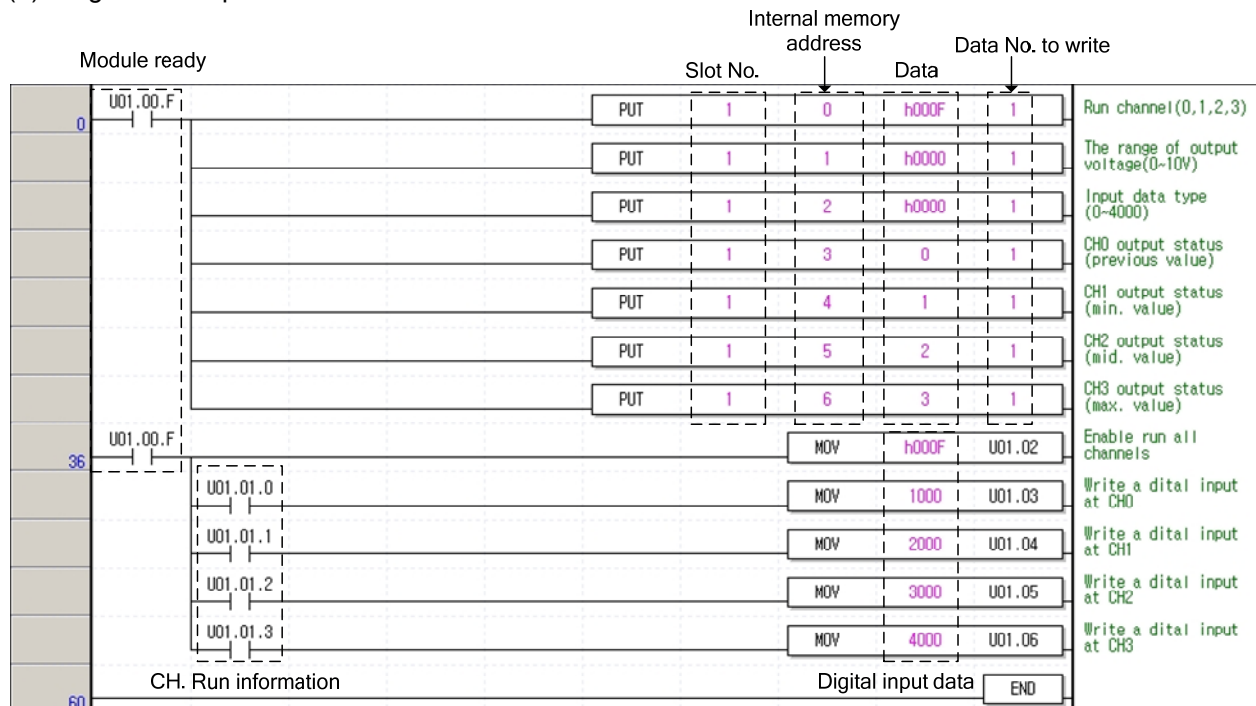 Internal memory
address
Data No. to write
Module ready
Slot No.
Data
U01.00.F
0
PUT 1 0 h000F 1
Run channel(0,1,2,3)
PUT 1 1 h0000 1
The range of output
voltage(0~10V)
PUT 1 2 h0000 1
Input data type
(0~4000)
PUT 1 3 0 1
CH0 output status
(previous value)
PUT 1 4 1 1
CH1 output status
(min. value)
PUT 1 5 2 1
CH2 output status
(mid. value)
PUT 1 6 3 1
CH3 output status
(max. value)
U01.00.F
36
MOV h000F U01.02
Enable run all
channels
U01.01.0
MOV 1000 U01.03
Write a dital input
at CH0
U01.01.1
MOV 2000 U01.04
Write a dital input
at CH1
U01.01.2
MOV 3000 U01.05
Write a dital input
at CH2
U01.01.3
MOV 4000 U01.06
Write a dital input
at CH3
CH. Run information
Digital input data
END
60